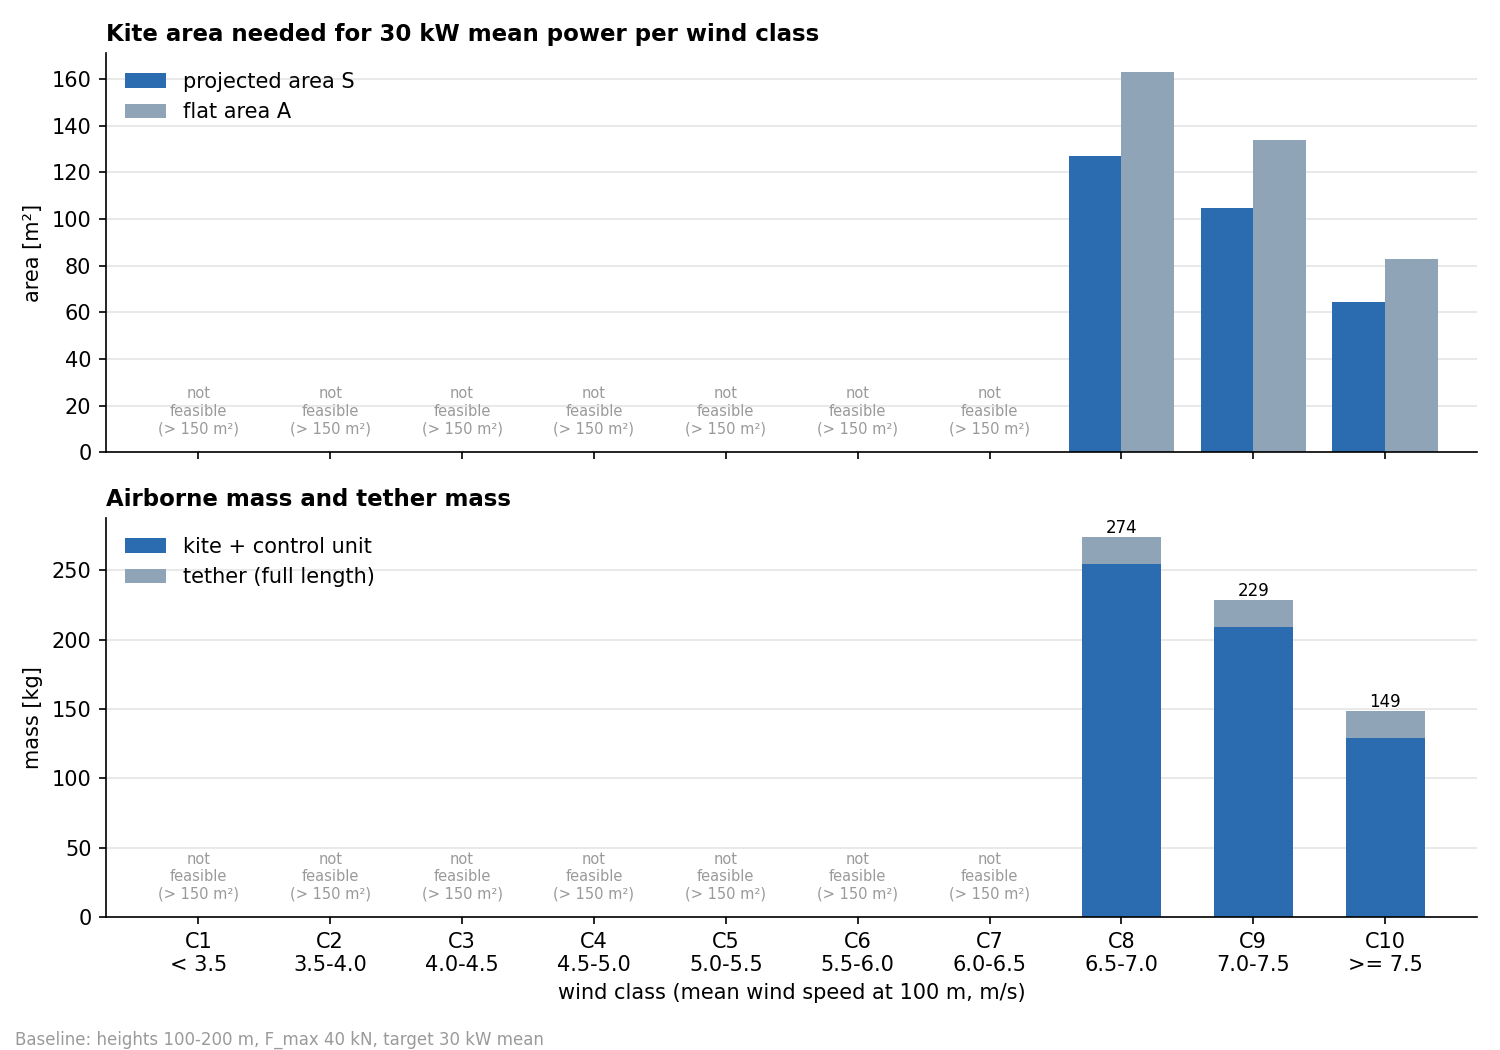 Kite area needed for 30 kW mean power per wind class
projected area S
flat area A
160
140
120
100
80
60
40
20
0
area [m²]
not
feasible
(> 150 m²)
not
feasible
(> 150 m²)
not
feasible
(> 150 m²)
not
feasible
(> 150 m²)
not
feasible
(> 150 m²)
not
feasible
(> 150 m²)
not
feasible
(> 150 m²)
Airborne mass and tether mass
kite + control unit
tether (full length)
250
200
150
100
50
0
mass [kg]
274
229
149
not
feasible
(> 150 m²)
not
feasible
(> 150 m²)
not
feasible
(> 150 m²)
not
feasible
(> 150 m²)
not
feasible
(> 150 m²)
not
feasible
(> 150 m²)
not
feasible
(> 150 m²)
C1
< 3.5
C2
3.5-4.0
C3
4.0-4.5
C4
4.5-5.0
C5
5.0-5.5
C6
5.5-6.0
C7
6.0-6.5
C8
6.5-7.0
C9
7.0-7.5
C10
>= 7.5
wind class (mean wind speed at 100 m, m/s)
Baseline: heights 100-200 m, F_max 40 kN, target 30 kW mean